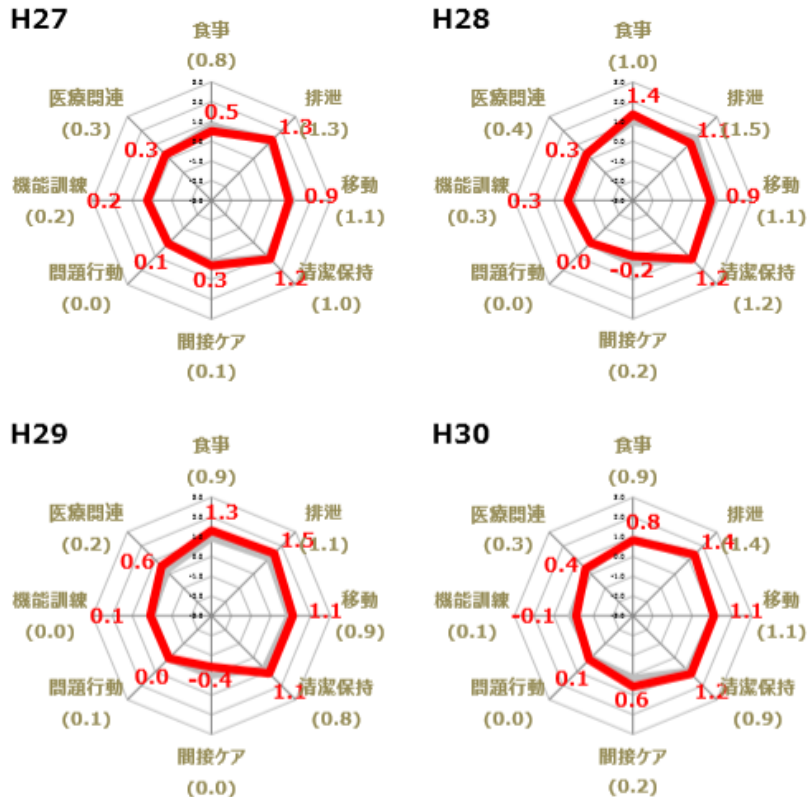 H27
食事
(0.8)
医療関連
(0.3)
排泄
(1.3)
機能訓練
(0.2)
移動
(1.1)
問題行動
(0.0)
清潔保持
(1.0)
間接ケア
(0.1)
0.5
1.3
0.9
1.2
0.3
0.1
0.2
0.3
H28
食事
(1.0)
医療関連
(0.4)
排泄
(1.5)
機能訓練
(0.3)
移動
(1.1)
問題行動
(0.0)
清潔保持
(1.2)
間接ケア
(0.2)
1.4
1.1
0.9
1.2
-0.2
0.0
0.3
0.3
H29
食事
(0.9)
医療関連
(0.2)
排泄
(1.1)
機能訓練
(0.0)
移動
(0.9)
問題行動
(0.1)
清潔保持
(0.8)
間接ケア
(0.0)
1.3
1.5
1.1
1.1
-0.4
0.0
0.1
0.6
H30
食事
(0.9)
医療関連
(0.3)
排泄
(1.4)
機能訓練
(0.1)
移動
(1.1)
問題行動
(0.0)
清潔保持
(0.9)
間接ケア
(0.2)
0.8
1.4
1.1
1.2
0.6
0.1
-0.1
0.4